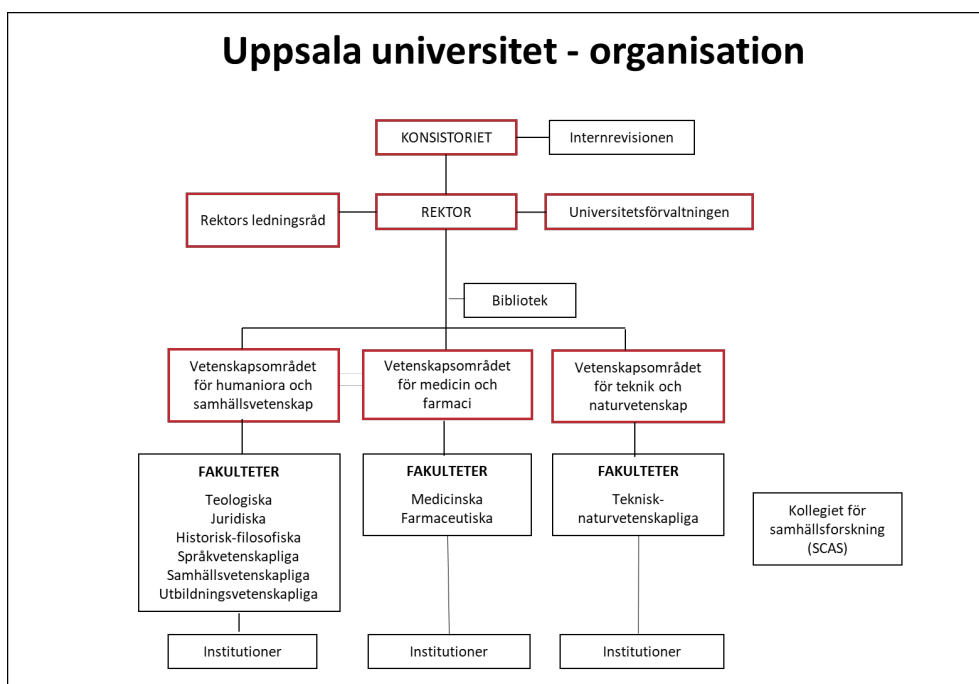 Uppsala universitet - organisation
KONSISTORIET
Internrevisionen
Rektors ledningsråd
REKTOR
Universitetsförvaltningen
Bibliotek
Vetenskapsområdet
för humaniora och
samhällsvetenskap
Vetenskapsområdet
för medicin och
farmaci
Vetenskapsområdet
för teknik och
naturvetenskap
FAKULTETER
Teologiska
Juridiska
Historisk-filosofiska
Språkvetenskapliga
Samhällsvetenskapliga
Utbildningsvetenskapliga
FAKULTETER
Medicinska
Farmaceutiska
FAKULTETER
Teknisk-
naturvetenskapliga
Kollegiet för
samhällsforskning
(SCAS)
Institutioner
Institutioner
Institutioner